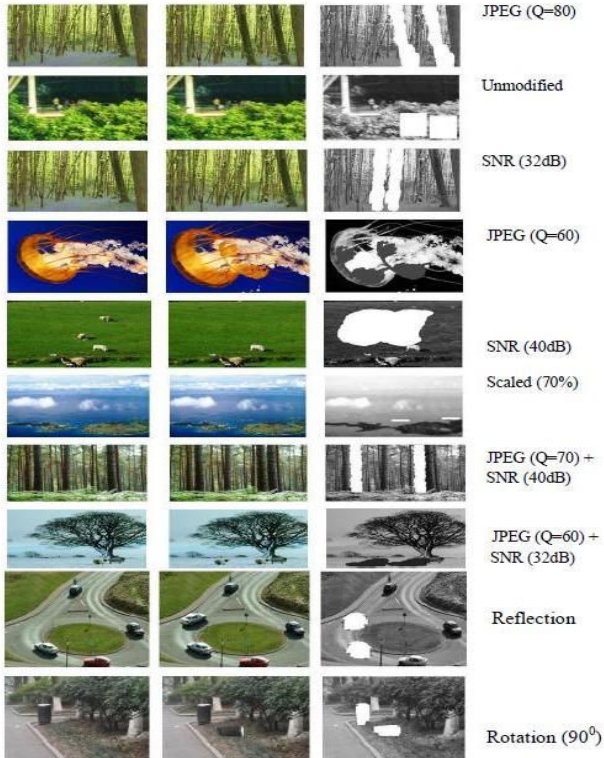 JPEG (Q=80)
Unmodified
SNR (32dB)
JPEG (Q=60)
SNR (40dB)
Scaled (70%)
JPEG (Q=70) +
SNR (40dB)
JPEG (Q=60) +
SNR (32dB)
Reflection
Rotation (90⁰)